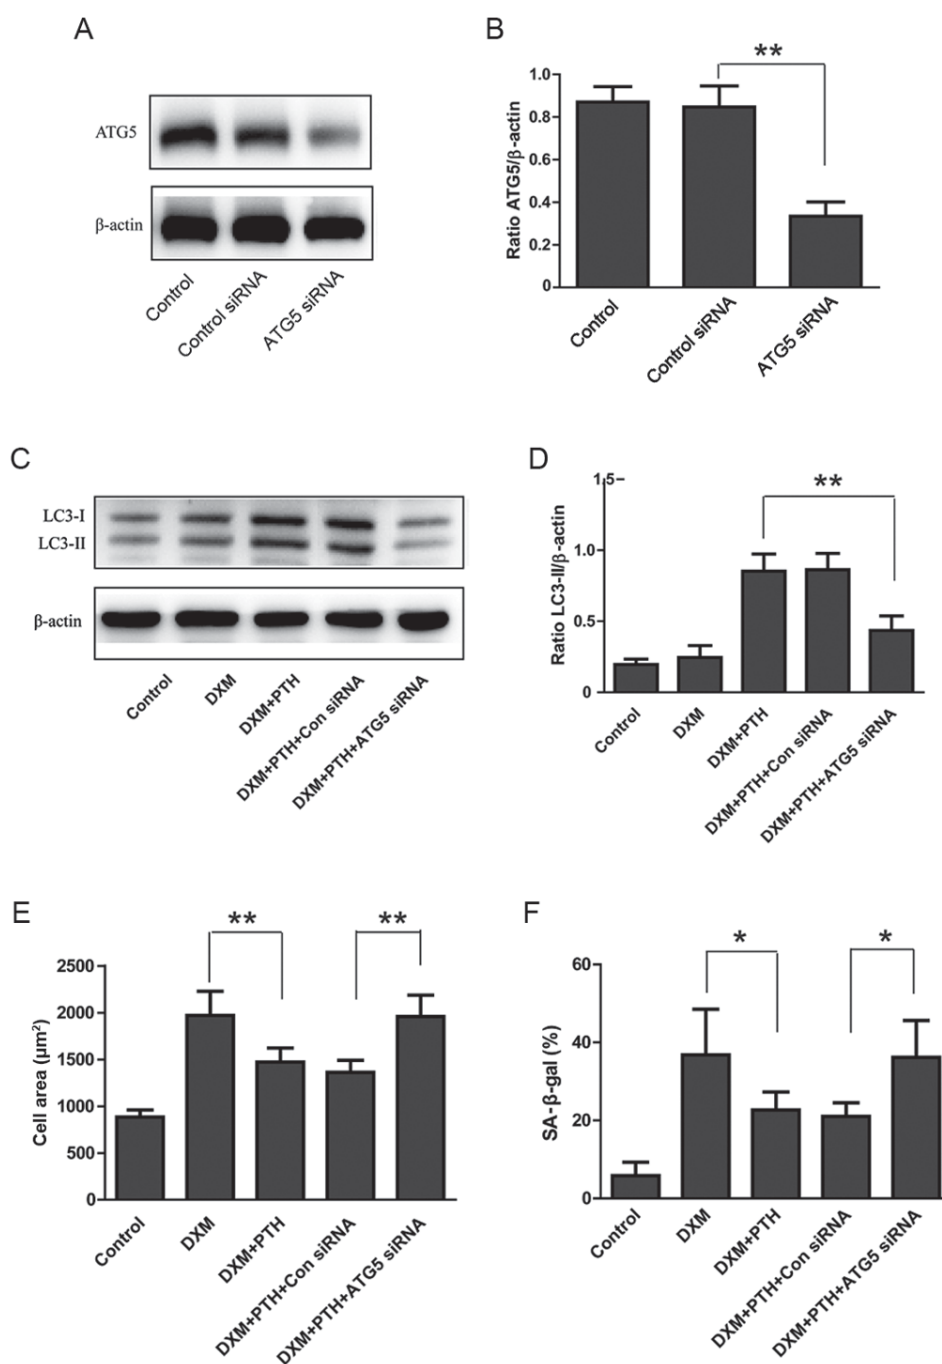 A
ATG5
β-actin
Control
Control siRNA
ATG5 siRNA
B
**
Ratio ATG5/β-actin
1.0
0.8
0.6
0.4
0.2
0
Control
Control siRNA
ATG5 siRNA
C
LC3-I
LC3-II
β-actin
Control
DXM
DXM+PTH
DXM+PTH+Con siRNA
DXM+PTH+ATG5 siRNA
D
**
Ratio LC3-II/β-actin
1.5
1.0
0.5
0
Control
DXM
DXM+PTH
DXM+PTH+Con siRNA
DXM+PTH+ATG5 siRNA
E
**
**
Cell area (μm²)
2500
2000
1500
1000
500
0
Control
DXM
DXM+PTH
DXM+PTH+Con siRNA
DXM+PTH+ATG5 siRNA
F
*
*
SA-β-gal (%)
60
40
20
0
Control
DXM
DXM+PTH
DXM+PTH+Con siRNA
DXM+PTH+ATG5 siRNA